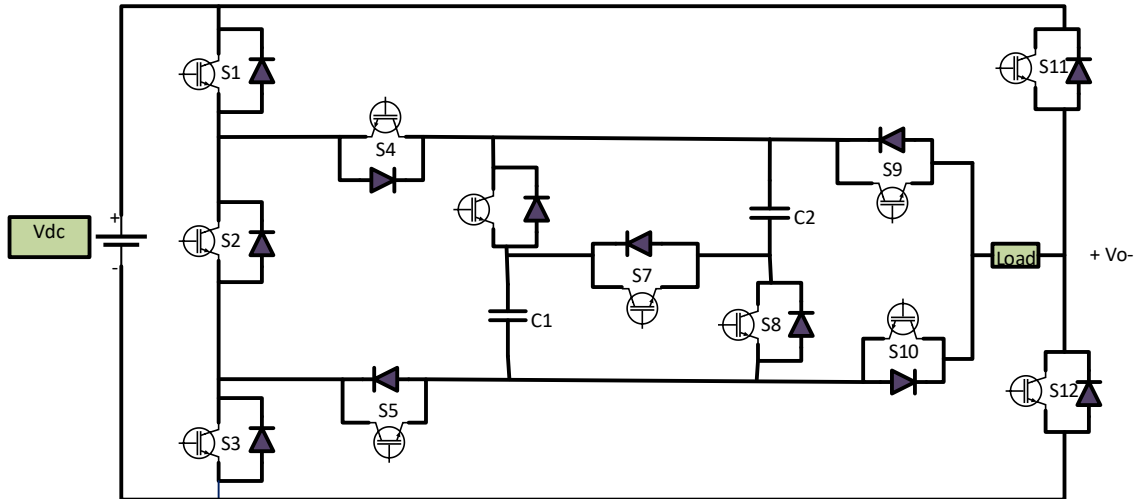 S1
S11
S4
S9
+
Vdc
S2
C2
-
S7
Load
+ Vo-
C1
S8
S10
S12
S5
S3